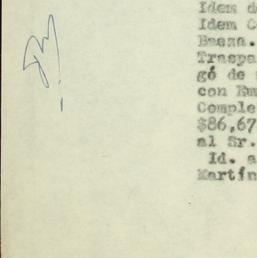 Idem d
Idem C
Baeza.
Traspa
gó de
con Em
Comple
$86,67
al Sr.
Id. a
Martín